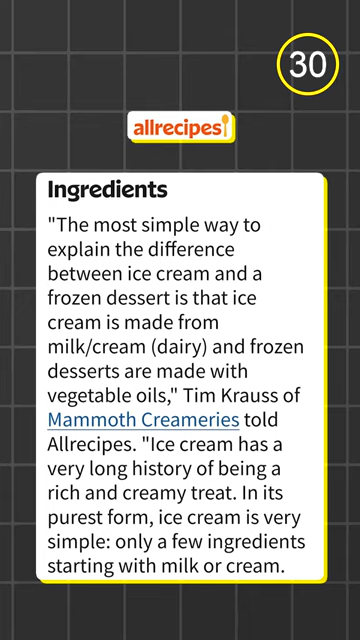 30
allrecipes
Ingredients
"The most simple way to
explain the difference
between ice cream and a
frozen dessert is that ice
cream is made from
milk/cream (dairy) and frozen
desserts are made with
vegetable oils," Tim Krauss of
Mammoth Creameries told
Allrecipes. "Ice cream has a
very long history of being a
rich and creamy treat. In its
purest form, ice cream is very
simple: only a few ingredients
starting with milk or cream.